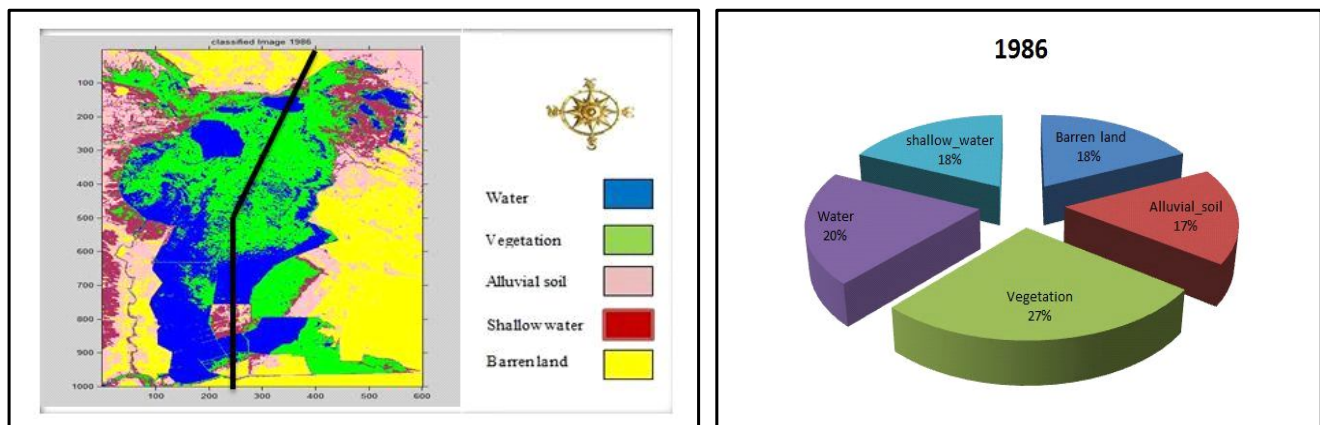 classified Image 1986
100
200
300
400
500
600
700
800
900
1000
100 200 300 400 500 600
Water
Vegetation
Alluvial soil
Shallow water
Barren land
1986
shallow_water
18%
Barren land
18%
Alluvial_soil
17%
Water
20%
Vegetation
27%